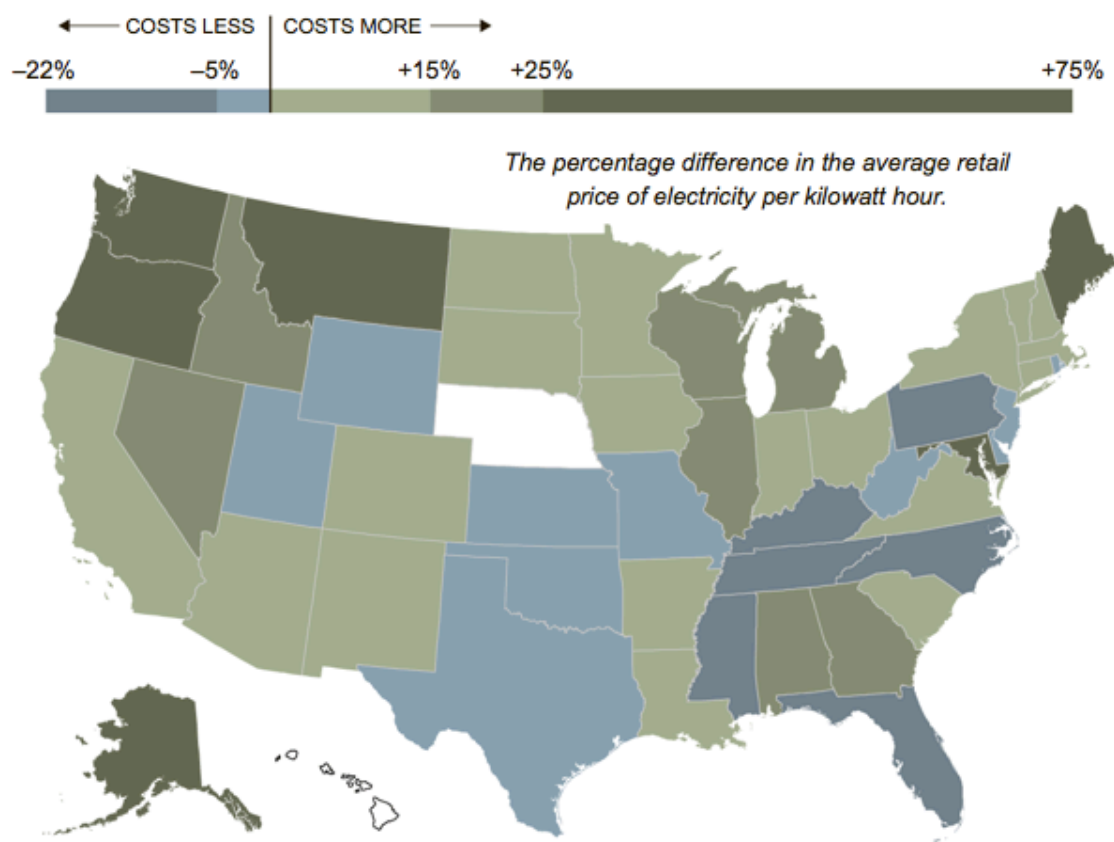 COSTS LESS COSTS MORE
–22% –5% +15% +25% +75%
The percentage difference in the average retail
price of electricity per kilowatt hour.